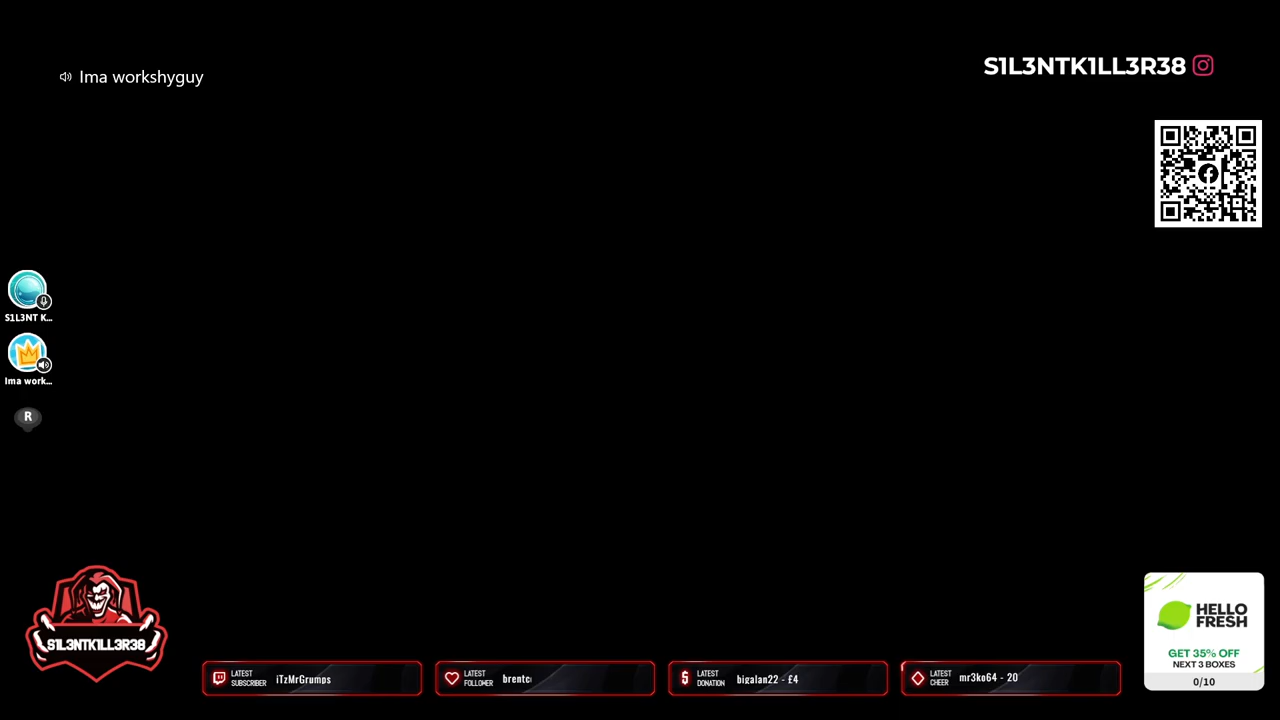 Ima workshyguy
S1L3NTK1LL3R38
S1L3NT K...
Ima work...
R
S1L3NTK1LL3R38
LATEST
SUBSCRIBER
iTzMrGrumps
LATEST
FOLLOWER
brentc
LATEST
DONATION
bigalan22 - £4
LATEST
CHEER
mr3ko64 - 20
HELLO
FRESH
GET 35% OFF
NEXT 3 BOXES
0/10